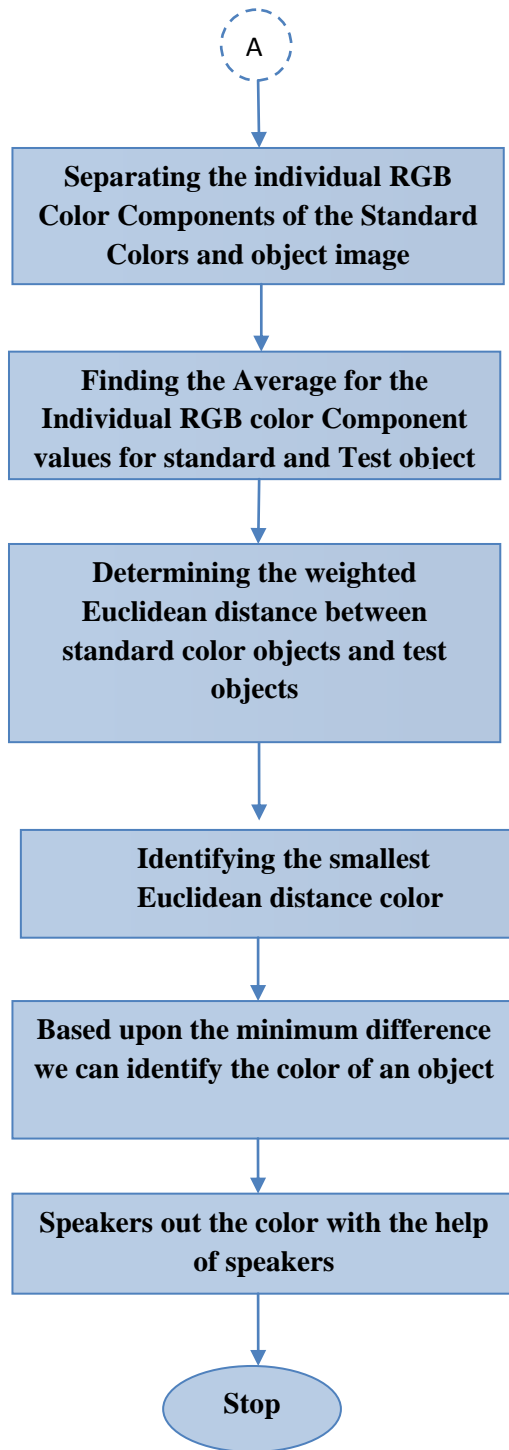 A
Separating the individual RGB
Color Components of the Standard
Colors and object image
Finding the Average for the
Individual RGB color Component
values for standard and Test object
Determining the weighted
Euclidean distance between
standard color objects and test
objects
Identifying the smallest
Euclidean distance color
Based upon the minimum difference
we can identify the color of an object
Speakers out the color with the help
of speakers
Stop